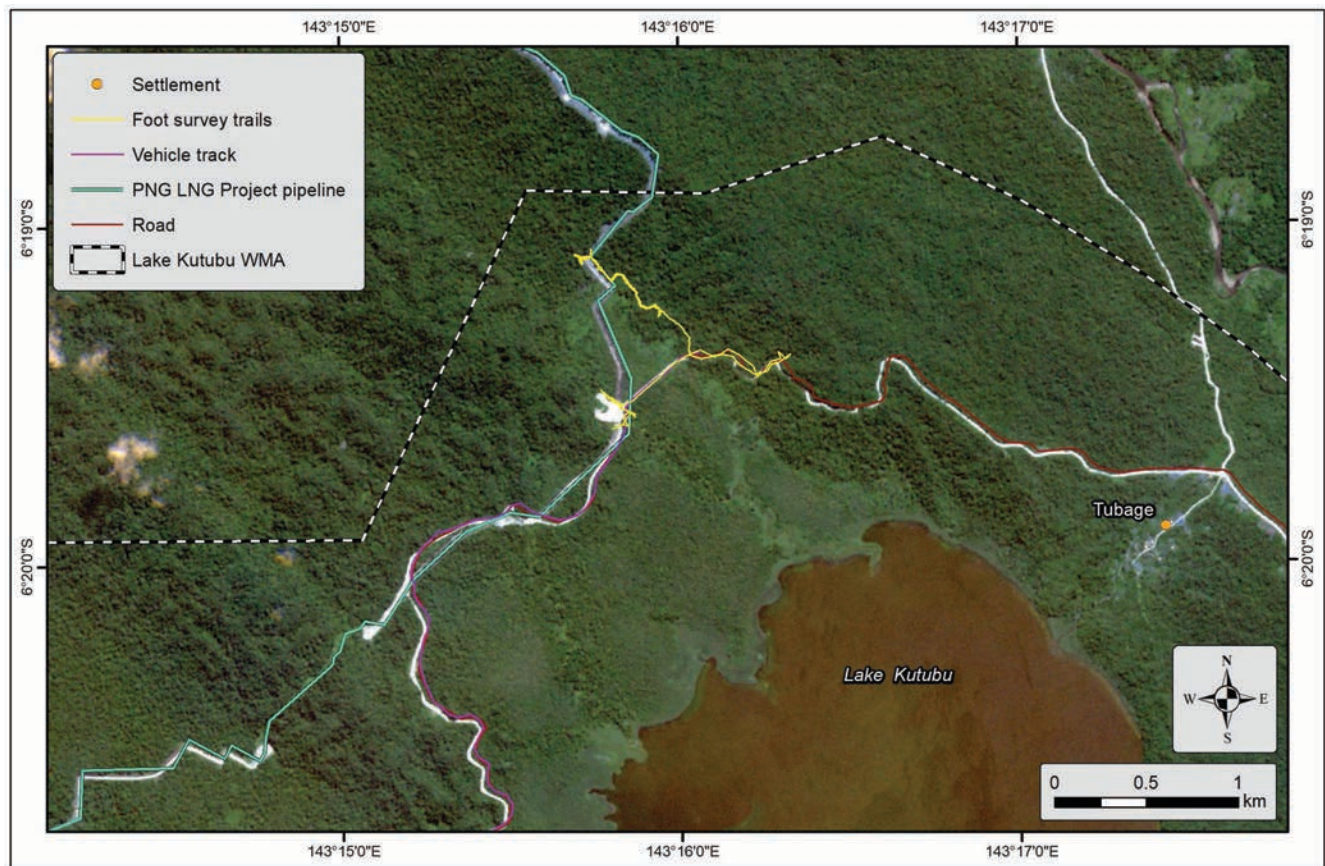 143°15'0"E
143°16'0"E
143°17'0"E
Settlement
Foot survey trails
Vehicle track
PNG LNG Project pipeline
Road
Lake Kutubu WMA
6°19'0"S
6°19'0"S
Tubage
6°20'0"S
6°20'0"S
Lake Kutubu
N
W
E
S
0
0.5
1
km
143°15'0"E
143°16'0"E
143°17'0"E